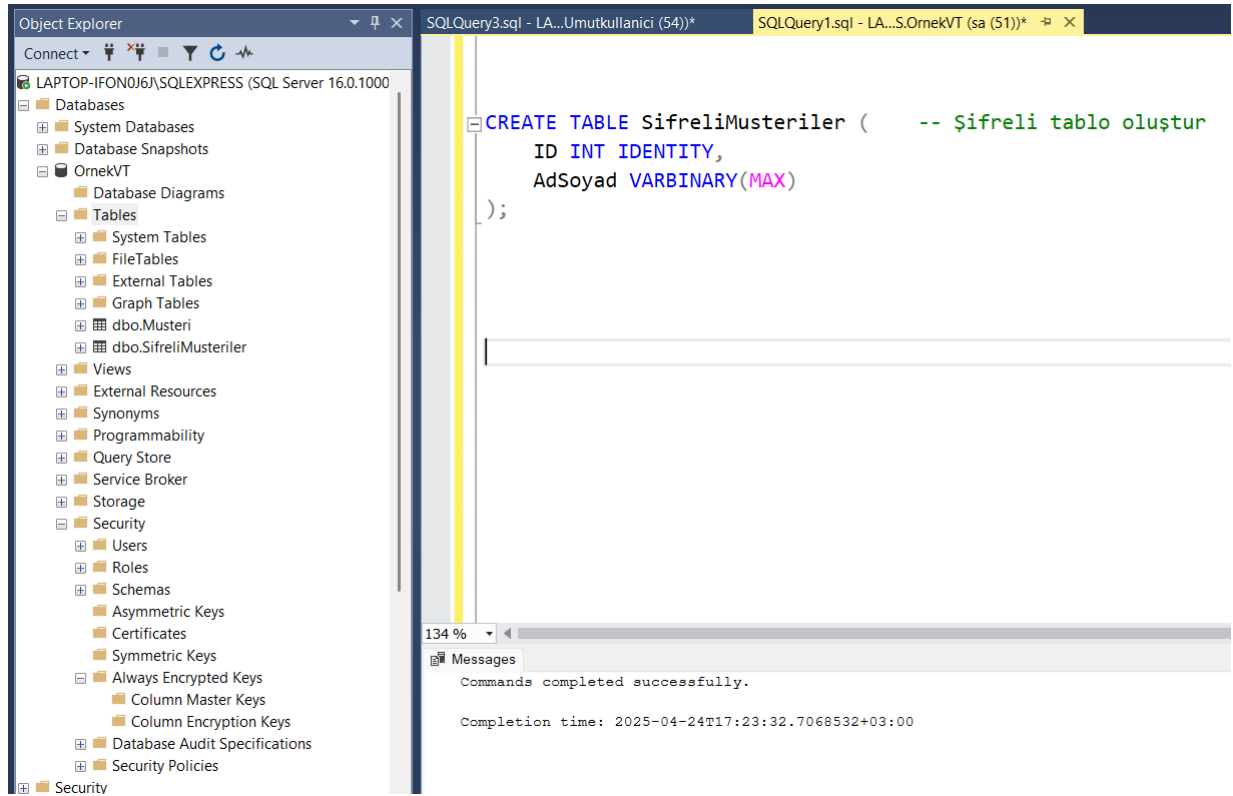 Object Explorer
Connect
LAPTOP-IFON0J6J\SQLEXPRESS (SQL Server 16.0.1000
Databases
System Databases
Database Snapshots
OrnekVT
Database Diagrams
Tables
System Tables
FileTables
External Tables
Graph Tables
dbo.Musteri
dbo.SifreliMusteriler
Views
External Resources
Synonyms
Programmability
Query Store
Service Broker
Storage
Security
Users
Roles
Schemas
Asymmetric Keys
Certificates
Symmetric Keys
Always Encrypted Keys
Column Master Keys
Column Encryption Keys
Database Audit Specifications
Security Policies
Security
SQLQuery3.sql - LA...Umutkullanici (54))*
SQLQuery1.sql - LA...S.OrnekVT (sa (51))*
CREATE TABLE SifreliMusteriler (    -- Şifreli tablo oluştur
    ID INT IDENTITY,
    AdSoyad VARBINARY(MAX)
);
134 %
Messages
Commands completed successfully.
Completion time: 2025-04-24T17:23:32.7068532+03:00